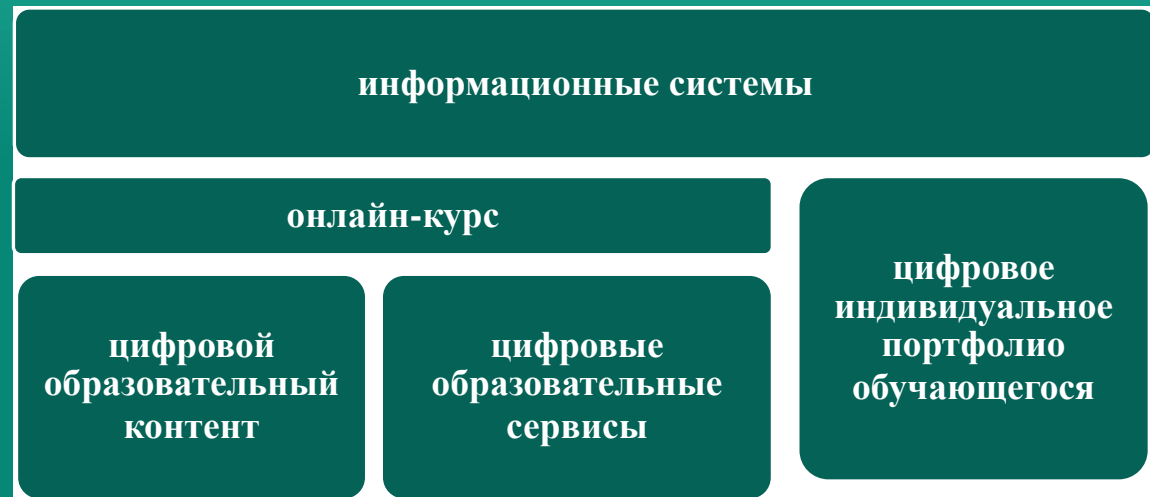 информационные системы
онлайн-курс
цифровой
образовательный
контент
цифровые
образовательные
сервисы
цифровое
индивидуальное
портфолио
обучающегося